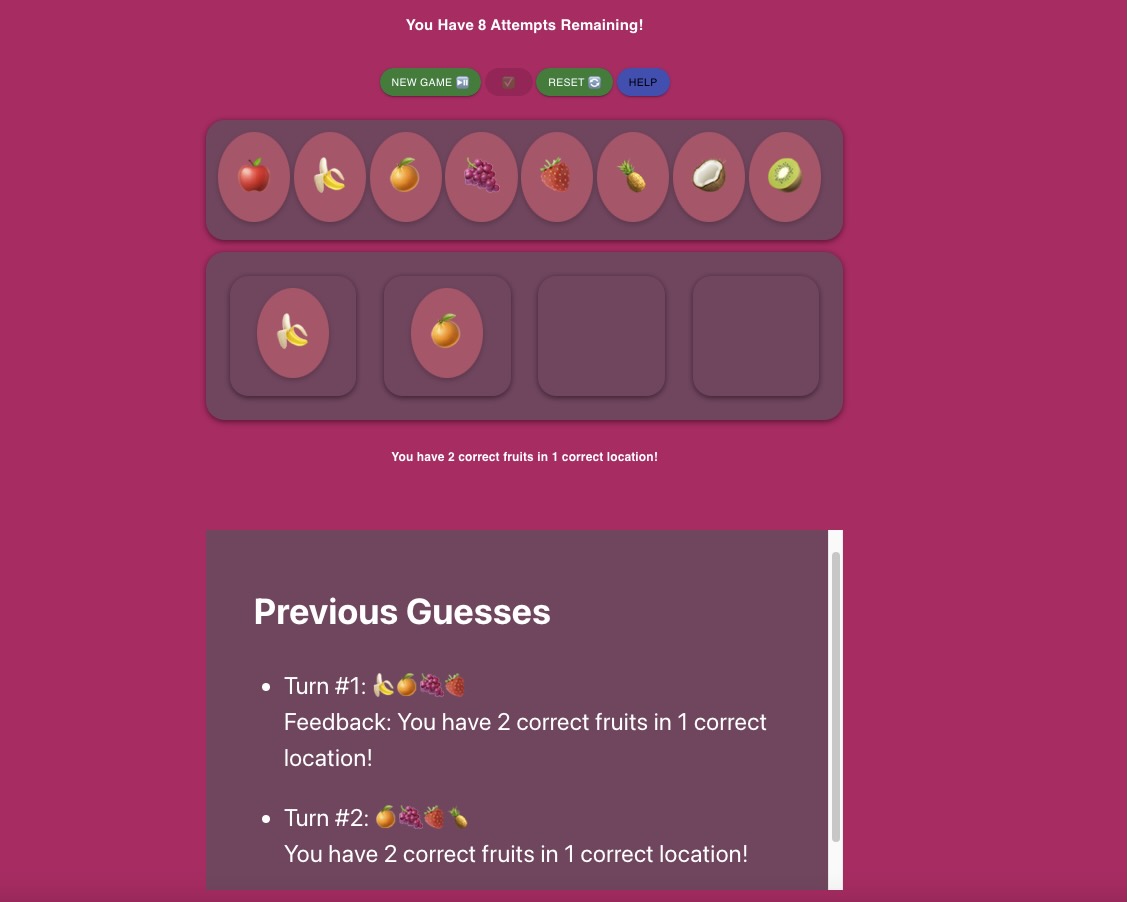 You Have 8 Attempts Remaining!
NEW GAME ⏯️ ☑️ RESET 🔄 HELP
You have 2 correct fruits in 1 correct location!
Previous Guesses
• Turn #1: 🍌🍊🍇🍓
Feedback: You have 2 correct fruits in 1 correct
location!
• Turn #2: 🍊🍇🍓🍍
You have 2 correct fruits in 1 correct location!